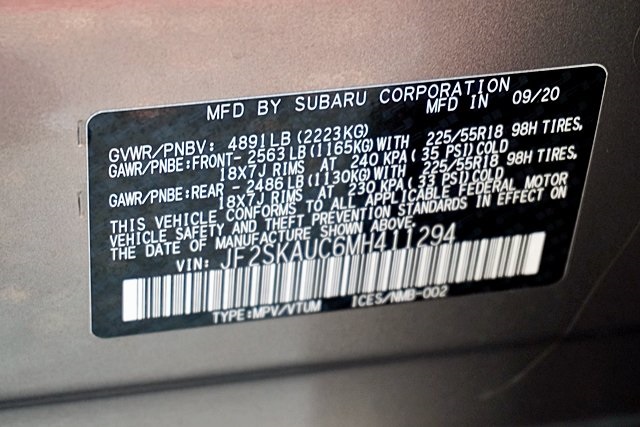 MFD BY SUBARU CORPORATION
MFD IN 09/20
GVWR/PNBV: 4891LB(2223KG)
GAWR/PNBE:FRONT- 2563LB(1165KG)WITH 225/55R18 98H TIRES,
18X7J RIMS AT 240 KPA(35 PSI)COLD
GAWR/PNBE:REAR - 2486LB(1130KG)WITH 225/55R18 98H TIRES,
18X7J RIMS AT 230 KPA(33 PSI)COLD
THIS VEHICLE CONFORMS TO ALL APPLICABLE FEDERAL MOTOR
VEHICLE SAFETY AND THEFT PREVENTION STANDARDS IN EFFECT ON
THE DATE OF MANUFACTURE SHOWN ABOVE.
VIN: JF2SKAUC6MH411294
TYPE:MPV/VTUM ICES/NMB-002